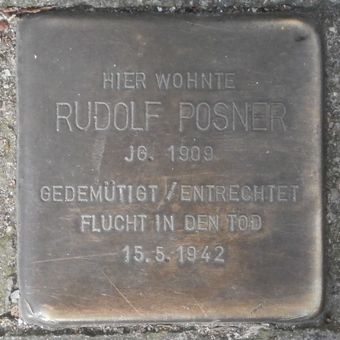 HIER WOHNTE
RUDOLF POSNER
JG. 1909
GEDEMÜTIGT / ENTRECHTET
FLUCHT IN DEN TOD
15.5.1942